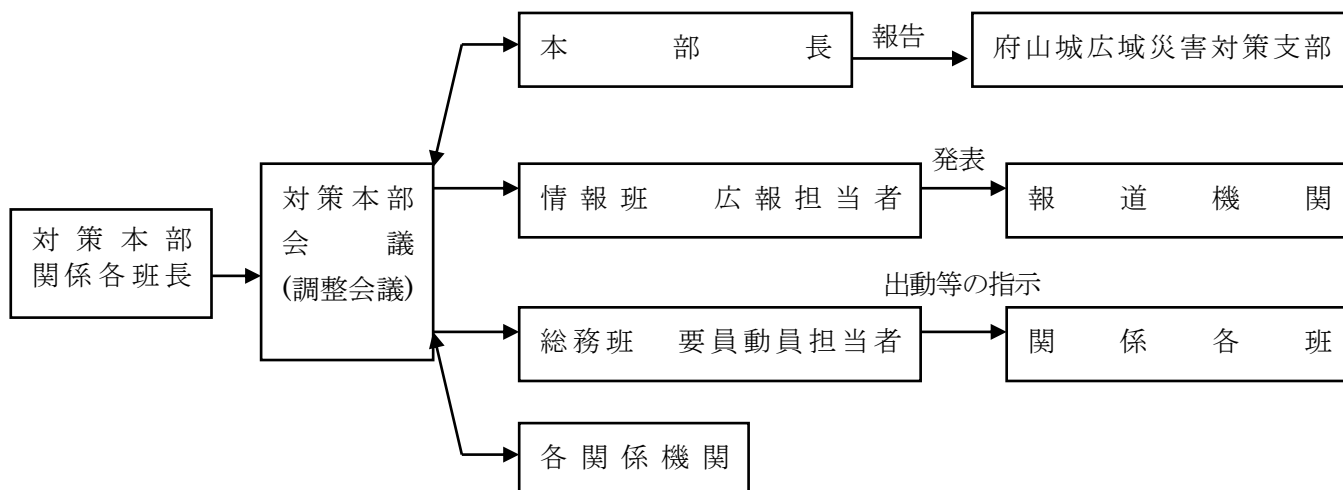 本部長
報告
府山城広域災害対策支部
対策本部
関係各班長
対策本部
会議
(調整会議)
情報班 広報担当者
発表
報道機関
出動等の指示
総務班 要員動員担当者
関係各班
各関係機関